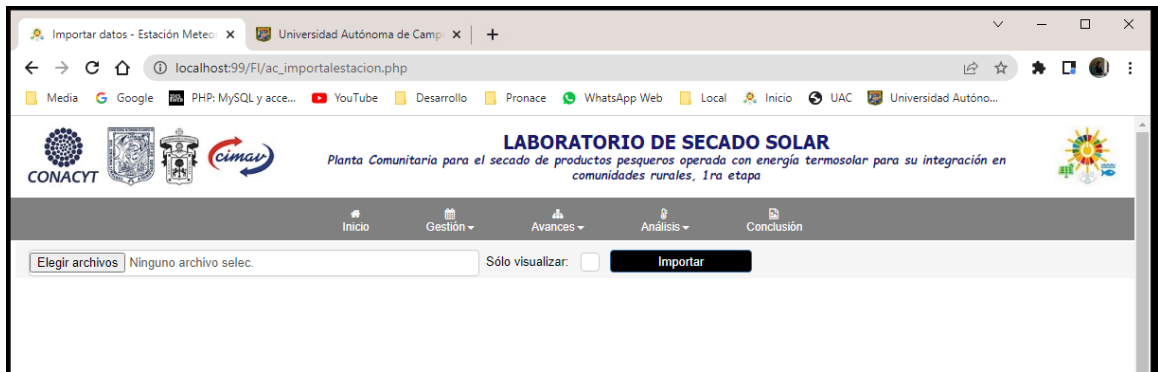 Importar datos - Estación Meteor
Universidad Autónoma de Camp
localhost:99/FI/ac_importalestacion.php
Media Google PHP: MySQL y acce... YouTube Desarrollo Pronace WhatsApp Web Local Inicio UAC Universidad Autóno...
CONACYT
cimav
LABORATORIO DE SECADO SOLAR
Planta Comunitaria para el secado de productos pesqueros operada con energía termosolar para su integración en
comunidades rurales, 1ra etapa
Inicio Gestión Avances Análisis Conclusión
Elegir archivos Ninguno archivo selec. Sólo visualizar: Importar